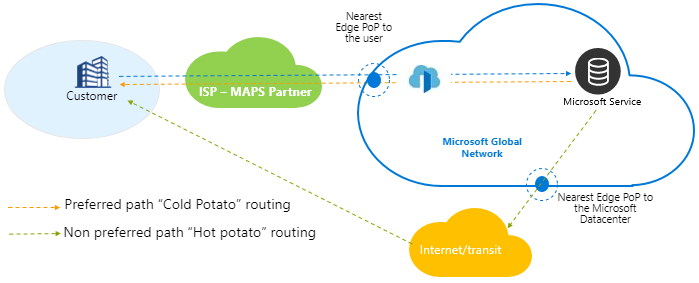 Nearest
Edge PoP to
the user
Customer
ISP – MAPS Partner
Microsoft Service
Microsoft Global
Network
Nearest Edge PoP to
the Microsoft
Datacenter
Preferred path “Cold Potato” routing
Non preferred path “Hot potato” routing
Internet/transit